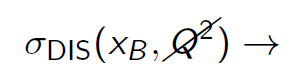 σ_DIS(x_B, Q²) →